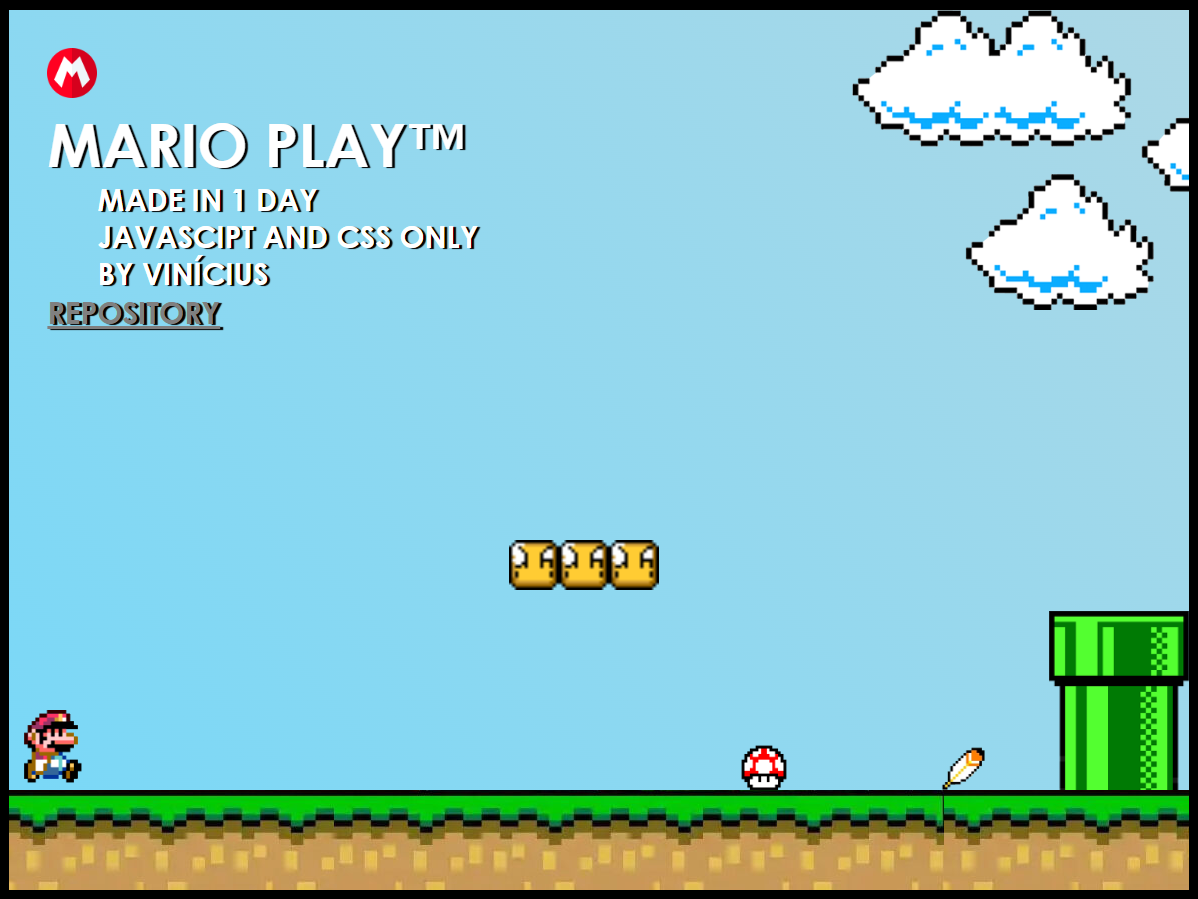 M
MARIO PLAY™
MADE IN 1 DAY
JAVASCIPT AND CSS ONLY
BY VINÍCIUS
REPOSITORY